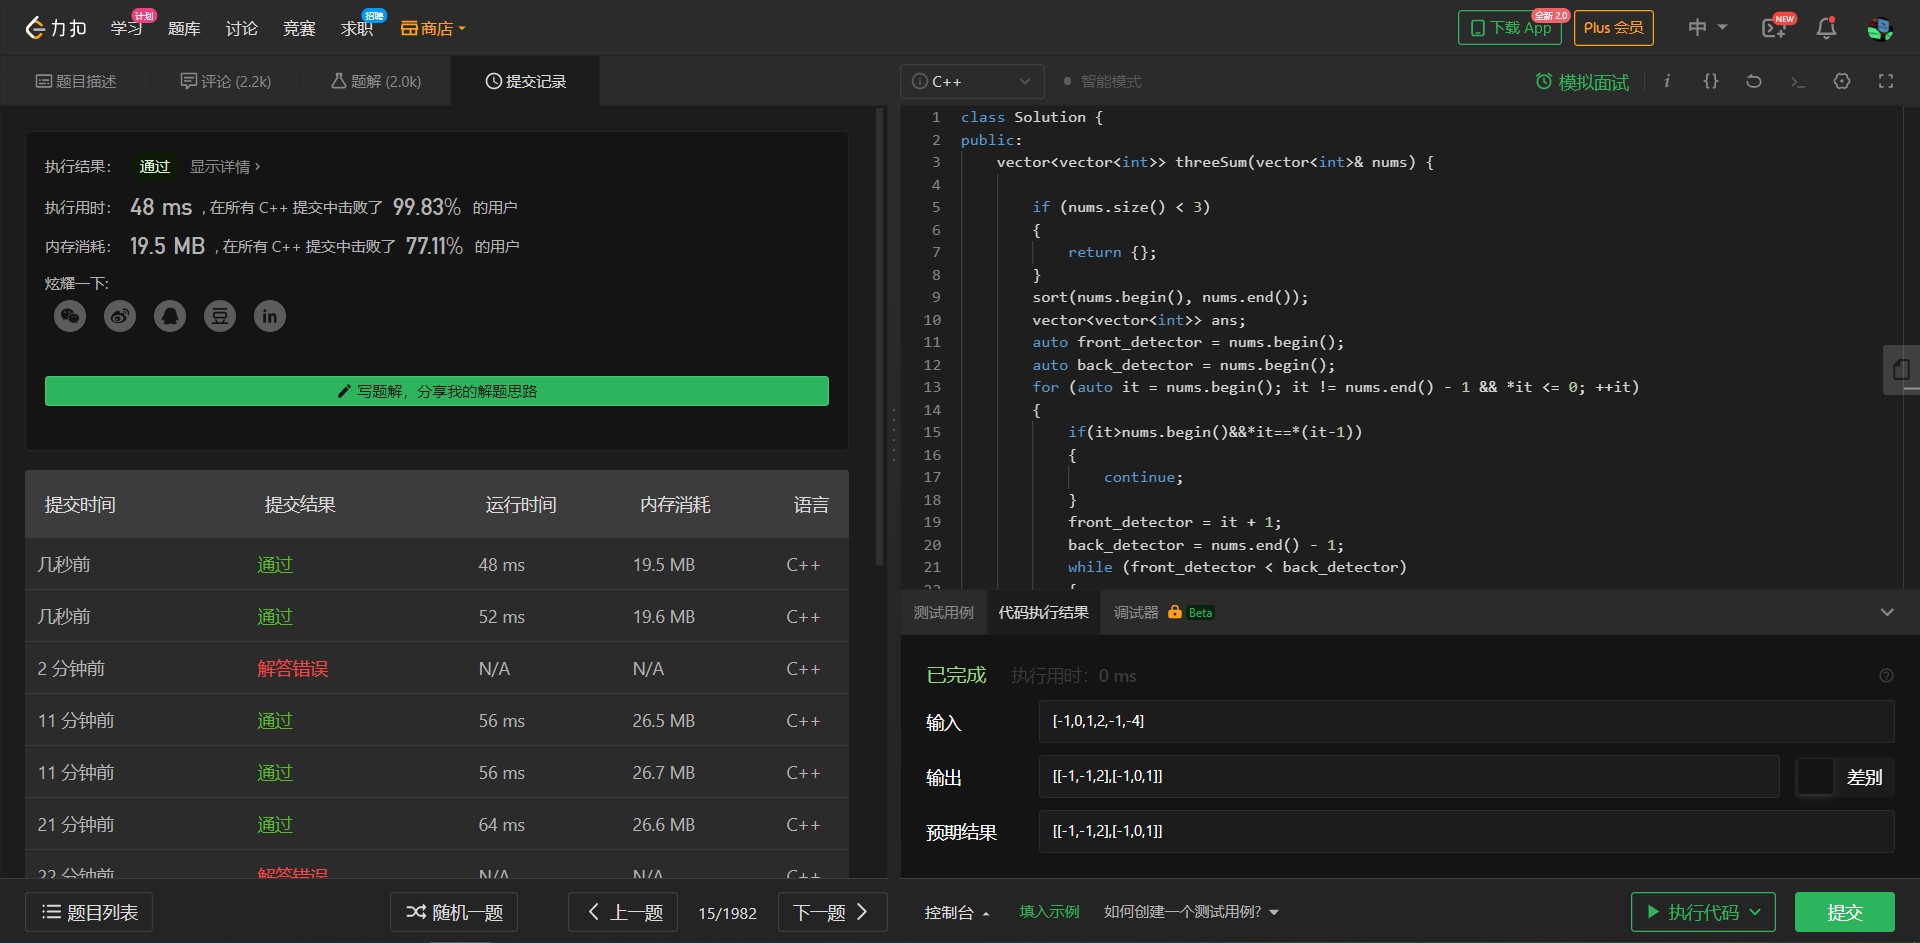 力扣
学习 计划
题库
讨论
竞赛
求职 招聘
商店
下载 App 全新 2.0
Plus 会员
中
NEW
题目描述
评论 (2.2k)
题解 (2.0k)
提交记录
执行结果：
通过
显示详情 ›
执行用时：
48 ms , 在所有 C++ 提交中击败了 99.83% 的用户
内存消耗：
19.5 MB , 在所有 C++ 提交中击败了 77.11% 的用户
炫耀一下:
豆
in
写题解，分享我的解题思路
提交时间 提交结果 运行时间 内存消耗 语言
几秒前 通过 48 ms 19.5 MB C++
几秒前 通过 52 ms 19.6 MB C++
2 分钟前 解答错误 N/A N/A C++
11 分钟前 通过 56 ms 26.5 MB C++
11 分钟前 通过 56 ms 26.7 MB C++
21 分钟前 通过 64 ms 26.6 MB C++
22 分钟前 解答错误 N/A N/A C++
题目列表
随机一题
上一题
15/1982
下一题
C++
智能模式
模拟面试
i
{}
1 class Solution {
2 public:
3 vector<vector<int>> threeSum(vector<int>& nums) {
4
5 if (nums.size() < 3)
6 {
7 return {};
8 }
9 sort(nums.begin(), nums.end());
10 vector<vector<int>> ans;
11 auto front_detector = nums.begin();
12 auto back_detector = nums.begin();
13 for (auto it = nums.begin(); it != nums.end() - 1 && *it <= 0; ++it)
14 {
15 if(it>nums.begin()&&*it==*(it-1))
16 {
17 continue;
18 }
19 front_detector = it + 1;
20 back_detector = nums.end() - 1;
21 while (front_detector < back_detector)
22 {
测试用例
代码执行结果
调试器 Beta
已完成
执行用时：0 ms
输入
[-1,0,1,2,-1,-4]
输出
[[-1,-1,2],[-1,0,1]]
差别
预期结果
[[-1,-1,2],[-1,0,1]]
控制台
填入示例
如何创建一个测试用例?
执行代码
提交